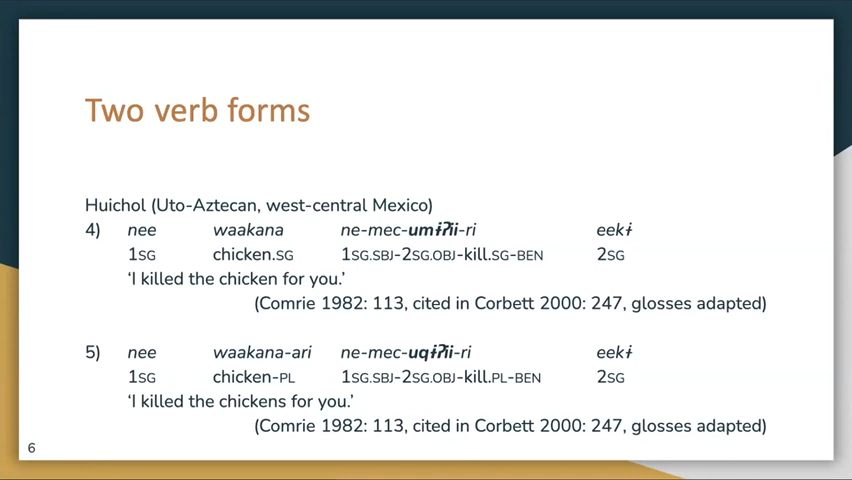 Two verb forms
Huichol (Uto-Aztecan, west-central Mexico)
4) nee waakana ne-mec-umɨʔii-ri eekɨ
1SG chicken.SG 1SG.SBJ-2SG.OBJ-kill.SG-BEN 2SG
‘I killed the chicken for you.’
(Comrie 1982: 113, cited in Corbett 2000: 247, glosses adapted)
5) nee waakana-ari ne-mec-uqɨʔii-ri eekɨ
1SG chicken-PL 1SG.SBJ-2SG.OBJ-kill.PL-BEN 2SG
‘I killed the chickens for you.’
(Comrie 1982: 113, cited in Corbett 2000: 247, glosses adapted)
6